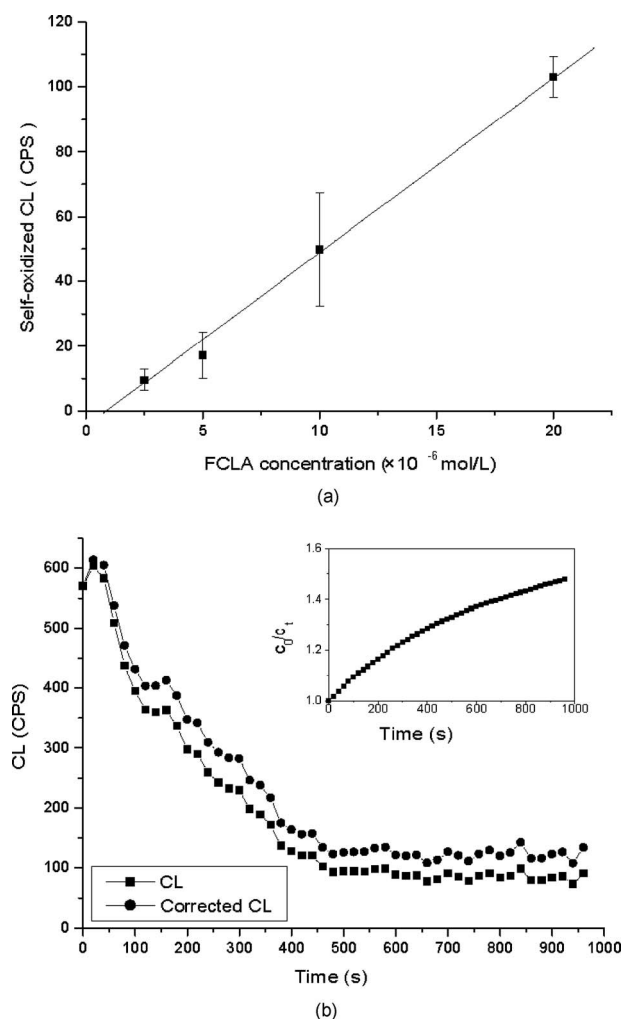 120
100
80
60
40
20
0
Self-oxidized CL ( CPS )
0 5 10 15 20
FCLA concentration (×10 -6 mol/L)
(a)
600
500
400
300
200
100
0
CL (CPS)
1.6
1.4
1.2
1.0
c0/ct
0 200 400 600 800 1000
Time (s)
CL
Corrected CL
0 100 200 300 400 500 600 700 800 900 1000
Time (s)
(b)